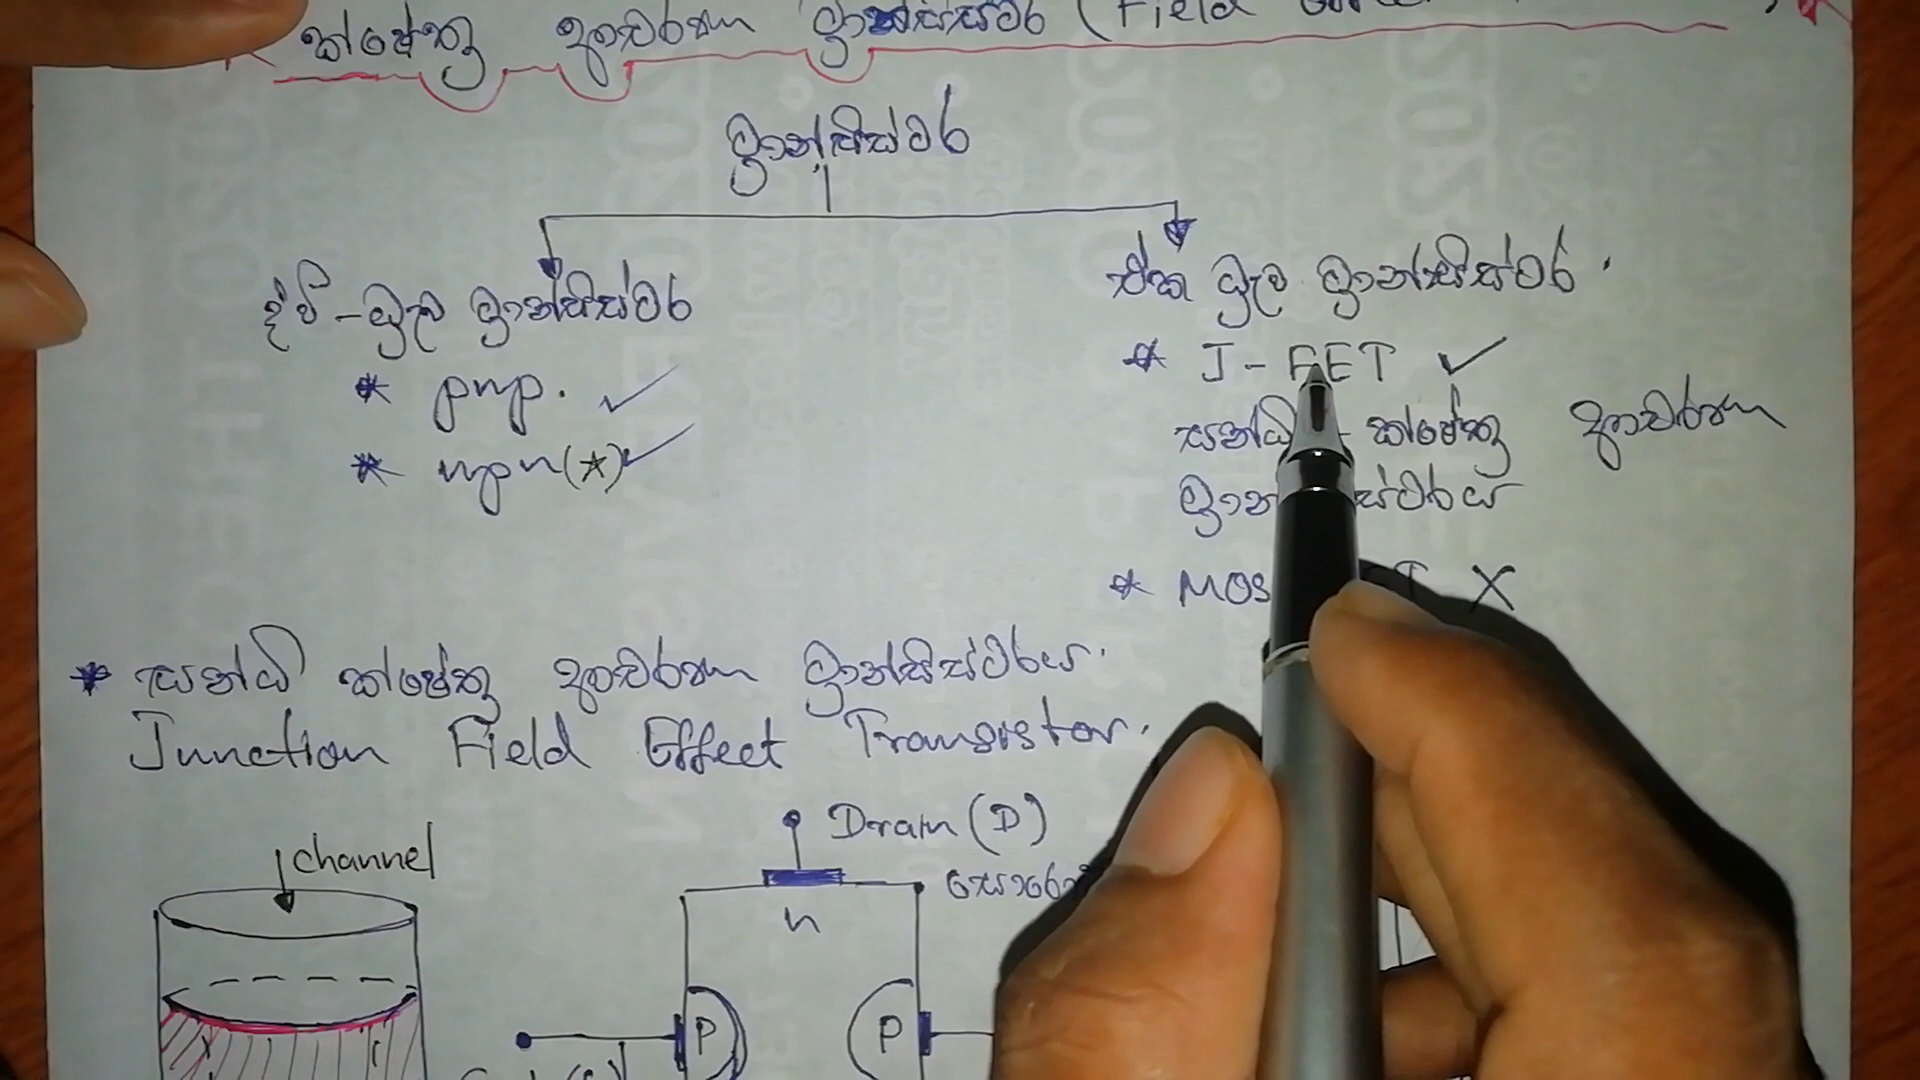 ක්ෂේත්‍ර ආචරණ ට්‍රාන්සිස්ටර (Field
ට්‍රාන්සිස්ටර
ද්වි-ධ්‍රැව ට්‍රාන්සිස්ටර
* pnp. ✓
* npn(★)✓
ඒක ධ්‍රැව ට්‍රාන්සිස්ටර.
* J-FET ✓
සන්ධි - ක්ෂේත්‍ර ආචරණ
* MOS T X
* සන්ධි ක්ෂේත්‍ර ආචරණ ට්‍රාන්සිස්ටරය.
Junction Field Effect Transistor.
channel
Drain (D)
n
P
P